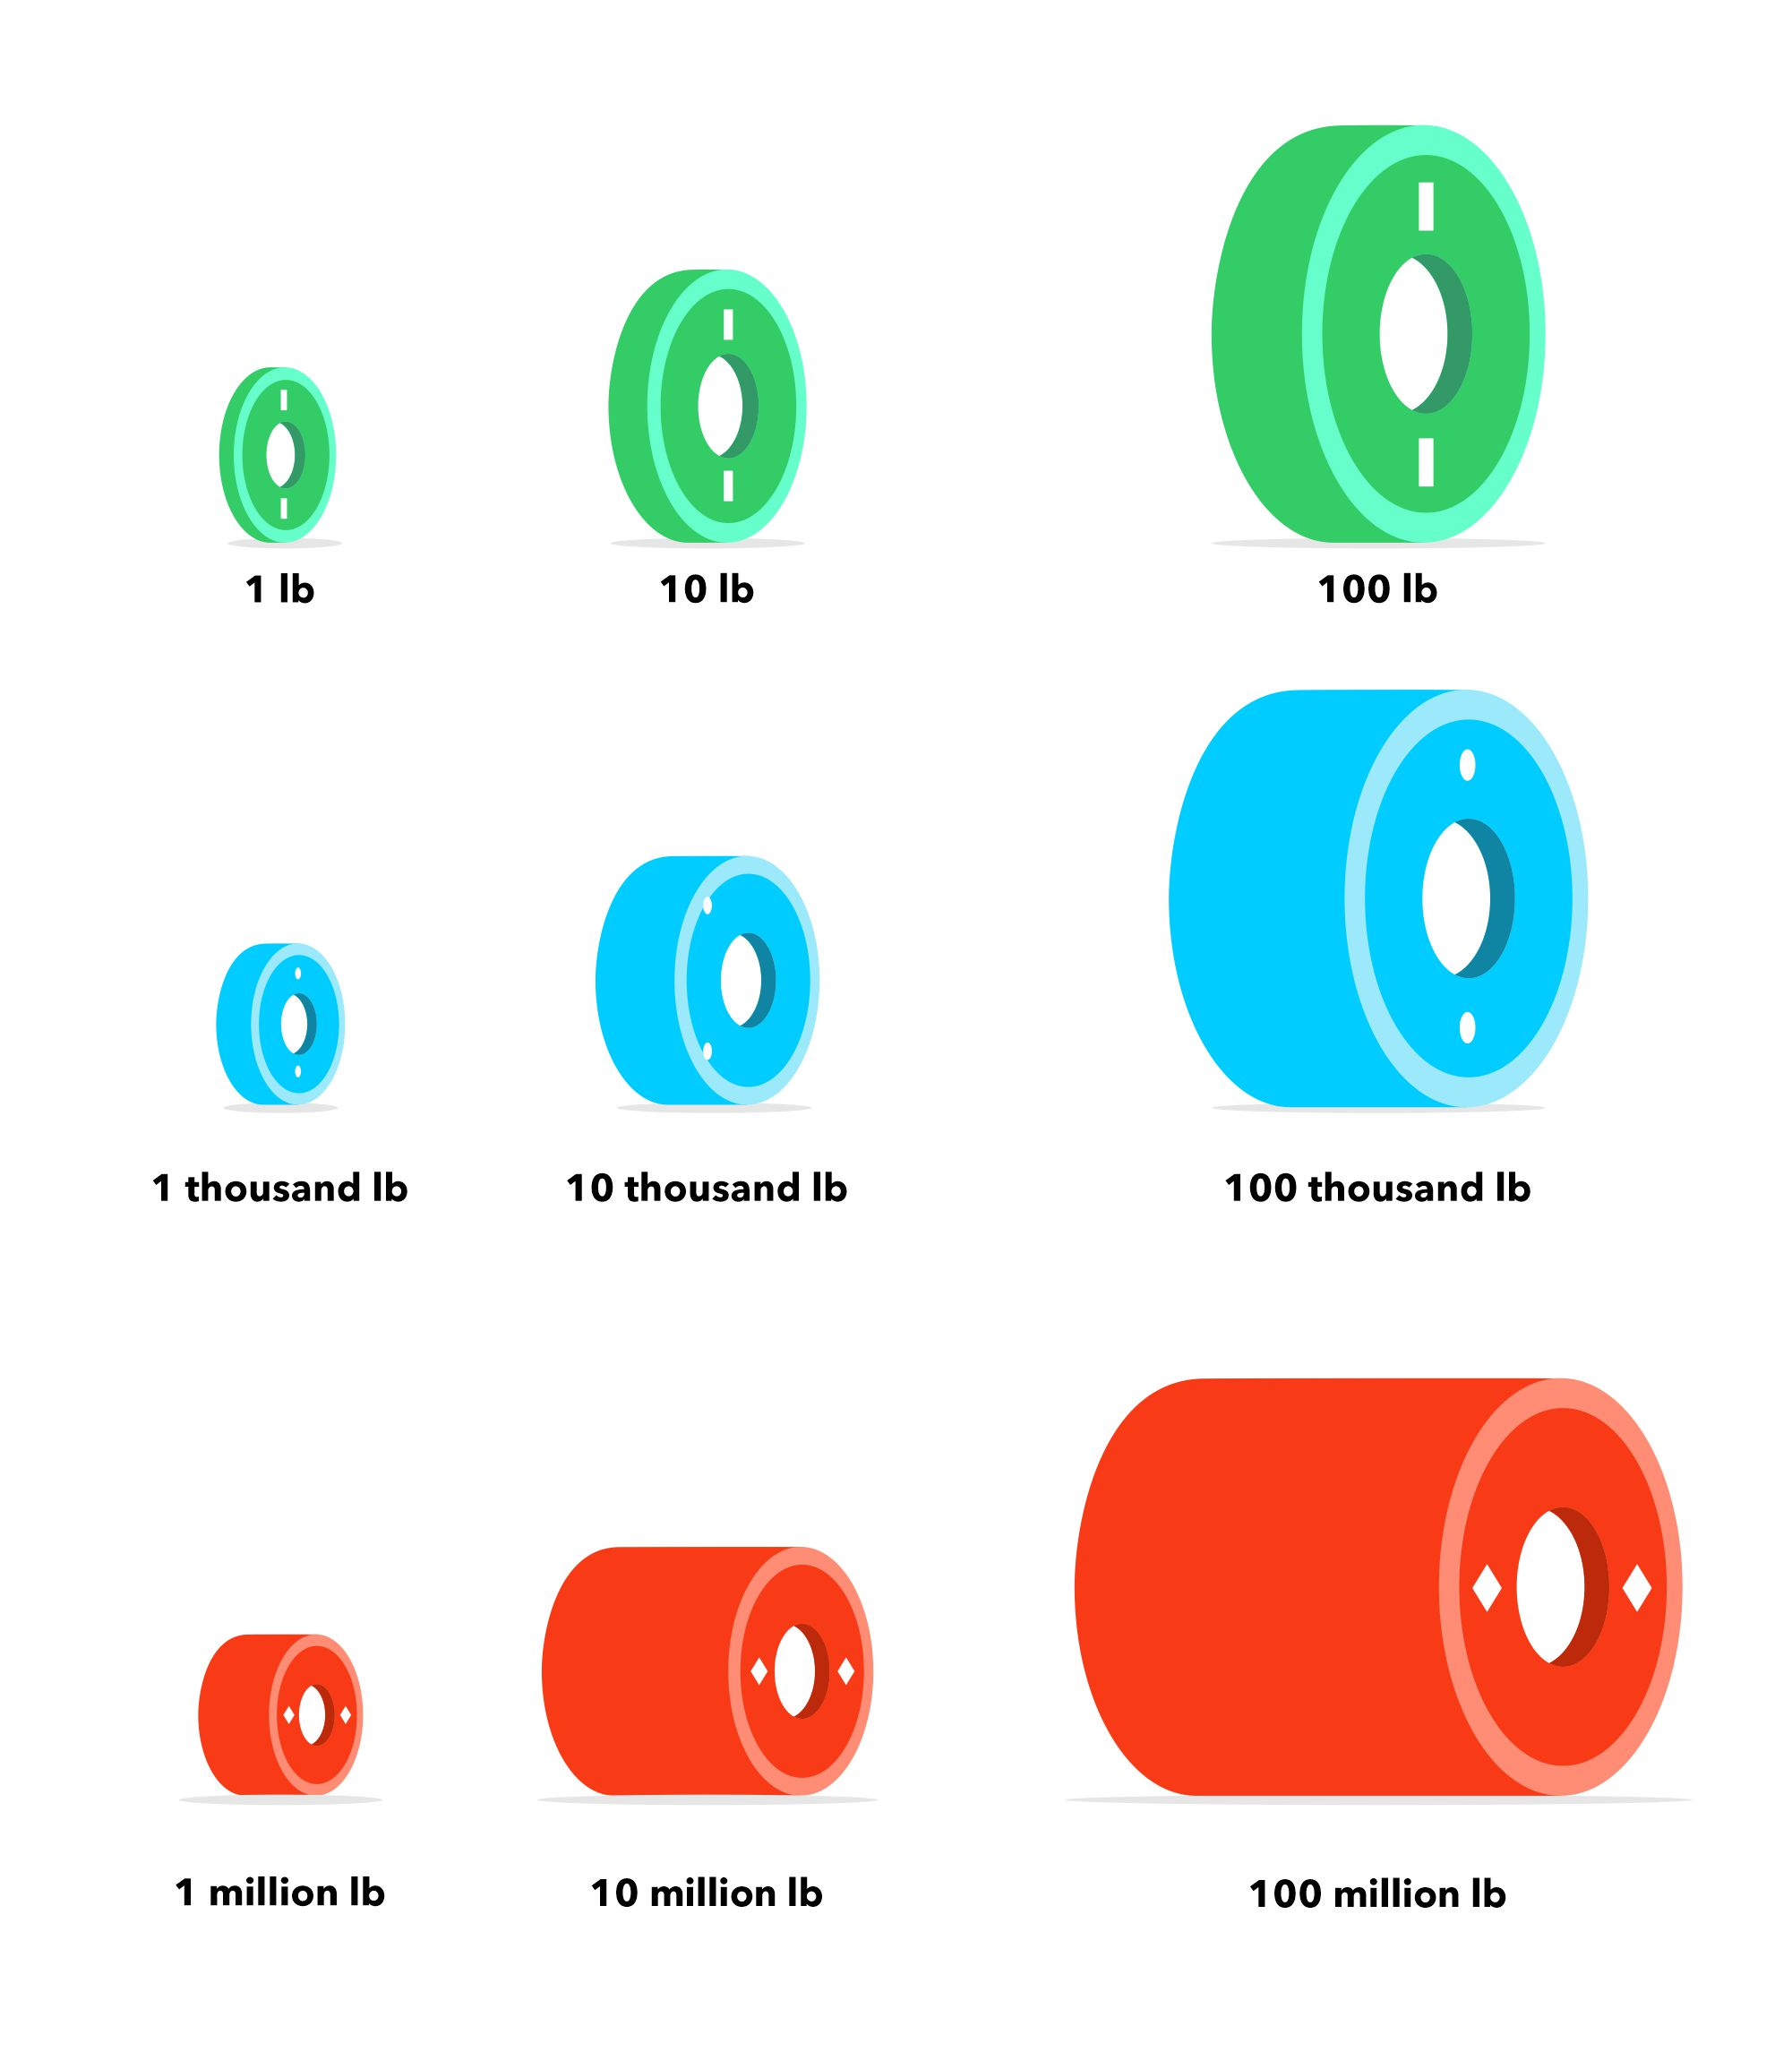 1 lb
10 lb
100 lb
1 thousand lb
10 thousand lb
100 thousand lb
1 million lb
10 million lb
100 million lb